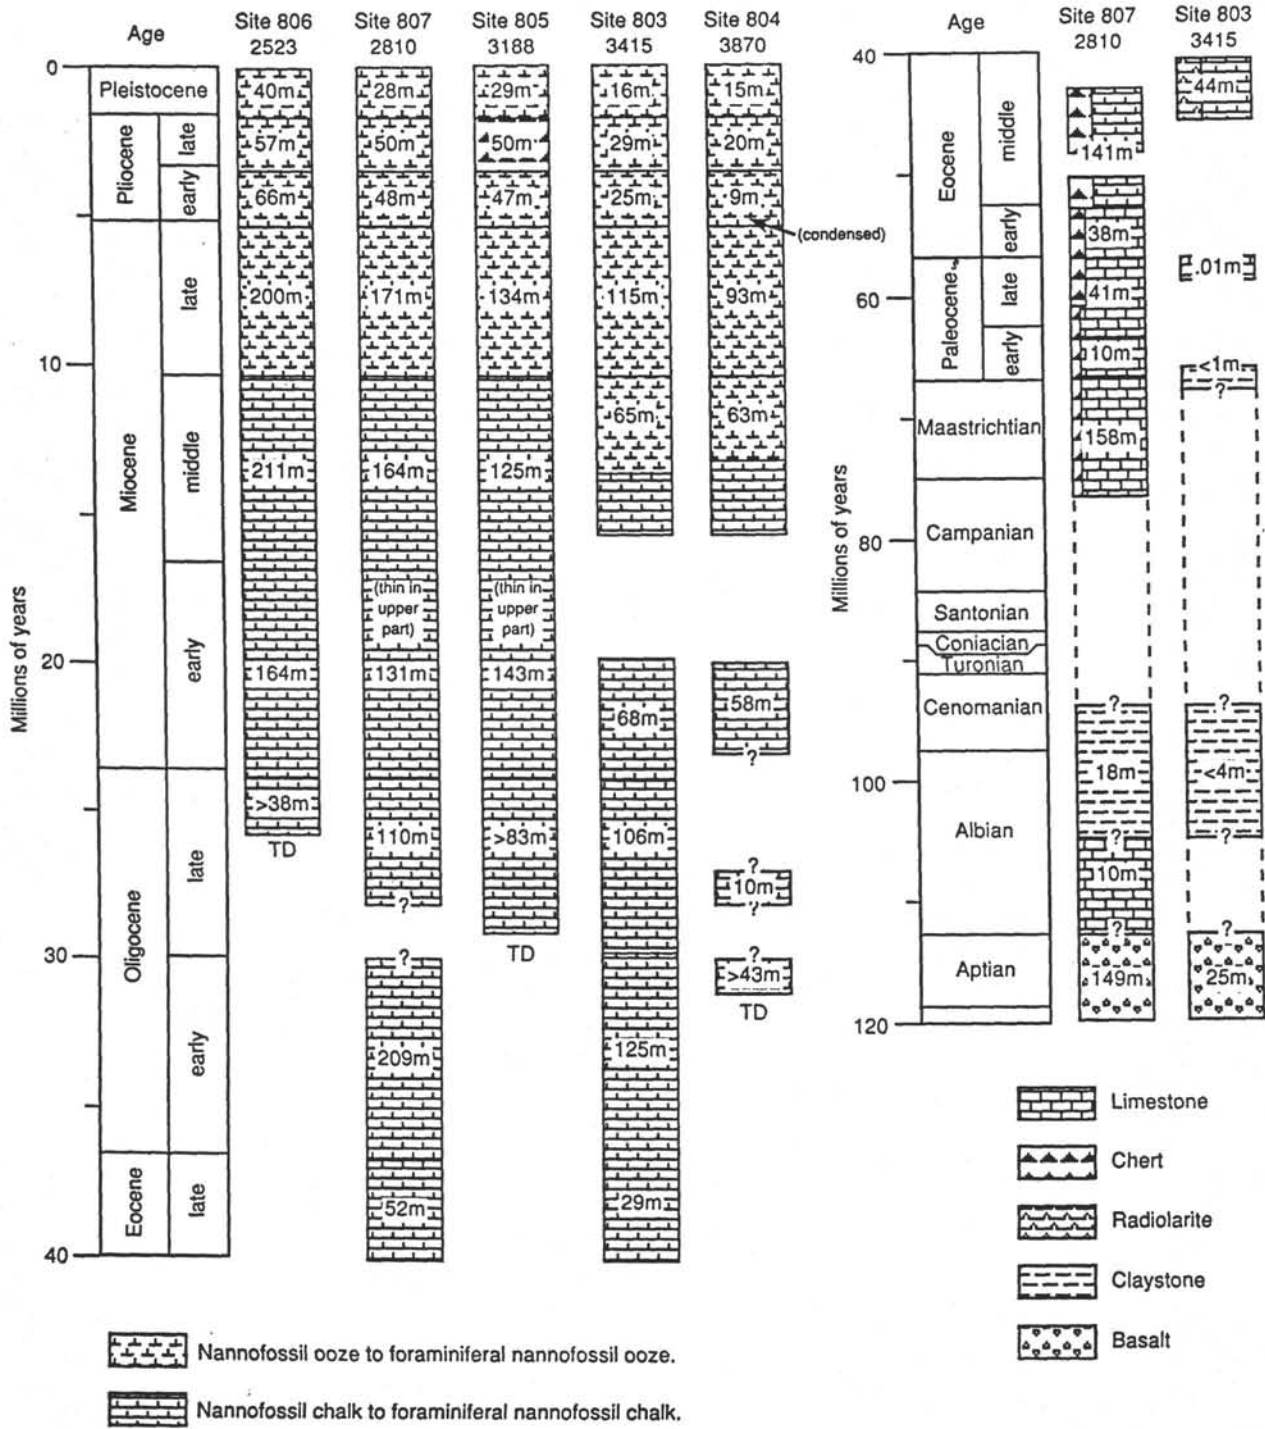 Age
Site 806
2523
Site 807
2810
Site 805
3188
Site 803
3415
Site 804
3870
Millions of years
0
10
20
30
40
Pleistocene
Pliocene
late
early
Miocene
late
middle
early
Oligocene
late
early
Eocene
late
40m
57m
66m
200m
211m
164m
>38m
TD
28m
50m
48m
171m
164m
(thin in
upper
part)
131m
110m
?
?
209m
52m
29m
50m
47m
134m
125m
(thin in
upper
part)
143m
>83m
TD
16m
29m
25m
115m
65m
68m
106m
125m
29m
15m
20m
9m
(condensed)
93m
63m
58m
?
?
10m
?
?
>43m
TD
Age
Site 807
2810
Site 803
3415
Millions of years
40
60
80
100
120
Eocene
middle
early
Paleocene
late
early
Maastrichtian
Campanian
Santonian
Coniacian
Turonian
Cenomanian
Albian
Aptian
141m
38m
41m
10m
158m
?
18m
?
10m
?
149m
44m
.01m
<1m
?
?
<4m
?
?
25m
Limestone
Chert
Radiolarite
Claystone
Basalt
Nannofossil ooze to foraminiferal nannofossil ooze.
Nannofossil chalk to foraminiferal nannofossil chalk.